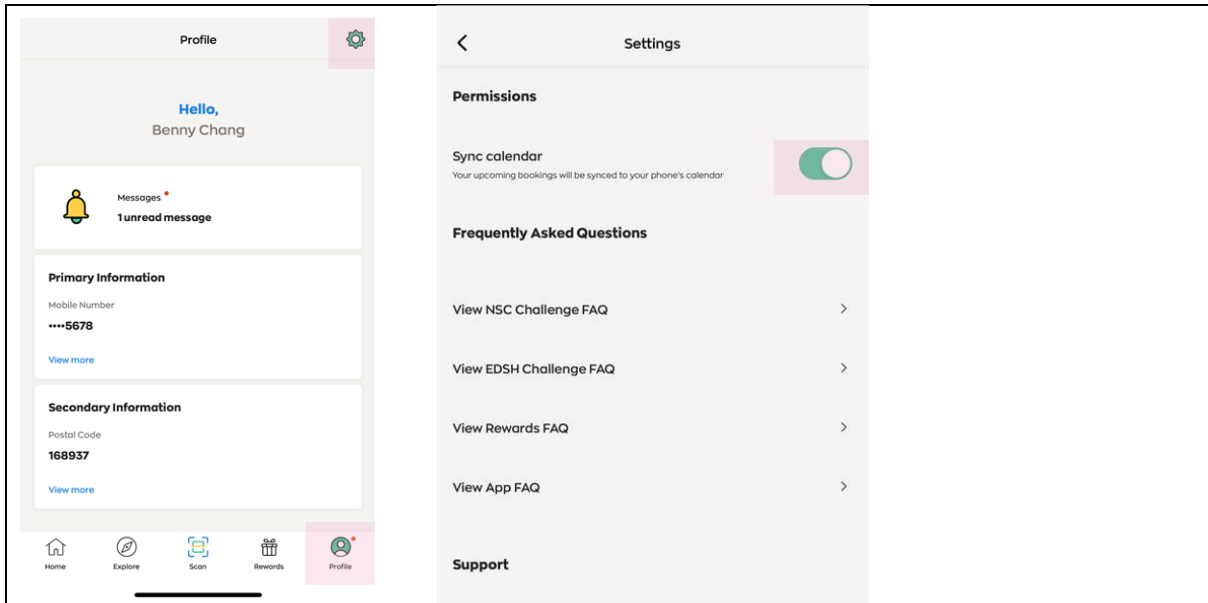 Profile
Hello,
Benny Chang
Messages
1 unread message
Primary Information
Mobile Number
••••5678
View more
Secondary Information
Postal Code
168937
View more
Home Explore Scan Rewards Profile
Settings
Permissions
Sync calendar
Your upcoming bookings will be synced to your phone's calendar
Frequently Asked Questions
View NSC Challenge FAQ
View EDSH Challenge FAQ
View Rewards FAQ
View App FAQ
Support